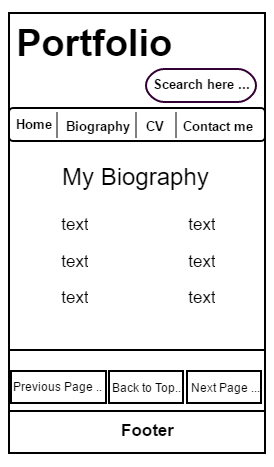 Portfolio
Scearch here ...
Home Biography CV Contact me
My Biography
text text
text text
text text
Previous Page .. Back to Top.. Next Page ...
Footer